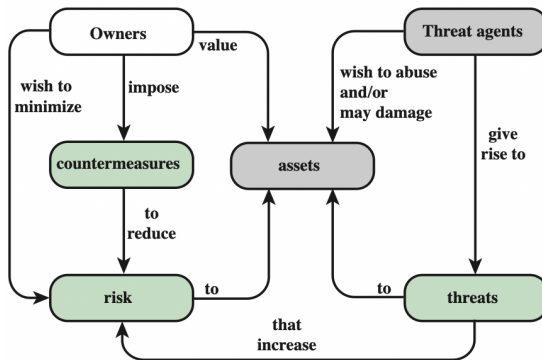 Owners
Threat agents
value
wish to
minimize
impose
wish to abuse
and/or
may damage
give
rise to
countermeasures
assets
to
reduce
risk
to
to
threats
that
increase